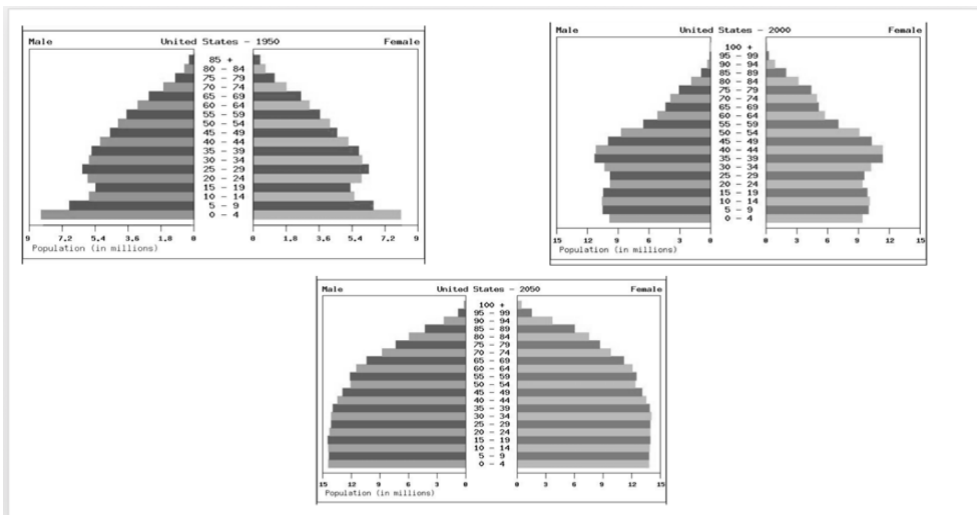 Male United States - 1950 Female
85 +
80 - 84
75 - 79
70 - 74
65 - 69
60 - 64
55 - 59
50 - 54
45 - 49
40 - 44
35 - 39
30 - 34
25 - 29
20 - 24
15 - 19
10 - 14
5 - 9
0 - 4
9 7.2 5.4 3.6 1.8 0 0 1.8 3.6 5.4 7.2 9
Population (in millions)
Male United States - 2000 Female
100 +
95 - 99
90 - 94
85 - 89
80 - 84
75 - 79
70 - 74
65 - 69
60 - 64
55 - 59
50 - 54
45 - 49
40 - 44
35 - 39
30 - 34
25 - 29
20 - 24
15 - 19
10 - 14
5 - 9
0 - 4
15 12 9 6 3 0 0 3 6 9 12 15
Population (in millions)
Male United States - 2050 Female
100 +
95 - 99
90 - 94
85 - 89
80 - 84
75 - 79
70 - 74
65 - 69
60 - 64
55 - 59
50 - 54
45 - 49
40 - 44
35 - 39
30 - 34
25 - 29
20 - 24
15 - 19
10 - 14
5 - 9
0 - 4
15 12 9 6 3 0 0 3 6 9 12 15
Population (in millions)